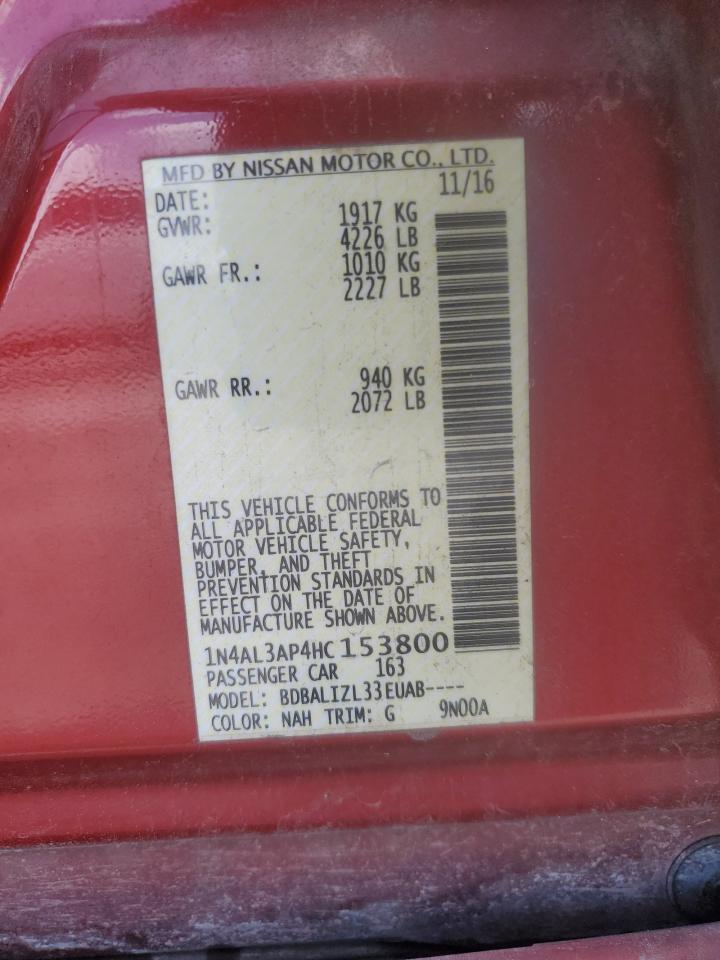 MFD BY NISSAN MOTOR CO., LTD.
DATE: 11/16
GVWR: 1917 KG
4226 LB
GAWR FR.: 1010 KG
2227 LB
GAWR RR.: 940 KG
2072 LB
THIS VEHICLE CONFORMS TO
ALL APPLICABLE FEDERAL
MOTOR VEHICLE SAFETY,
BUMPER, AND THEFT
PREVENTION STANDARDS IN
EFFECT ON THE DATE OF
MANUFACTURE SHOWN ABOVE.
1N4AL3AP4HC153800
PASSENGER CAR 163
MODEL: BDBALIZL33EUAB----
COLOR: NAH TRIM: G 9N00A